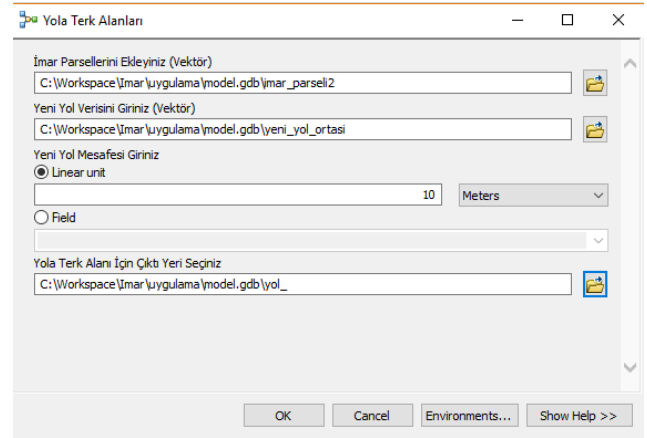 Yola Terk Alanları
İmar Parsellerini Ekleyiniz (Vektör)
C:\Workspace\Imar\uygulama\model.gdb\imar_parseli2
Yeni Yol Verisini Giriniz (Vektör)
C:\Workspace\Imar\uygulama\model.gdb\yeni_yol_ortasi
Yeni Yol Mesafesi Giriniz
Linear unit
10 Meters
Field
Yola Terk Alanı İçin Çıktı Yeri Seçiniz
C:\Workspace\Imar\uygulama\model.gdb\yol_
OK Cancel Environments... Show Help >>